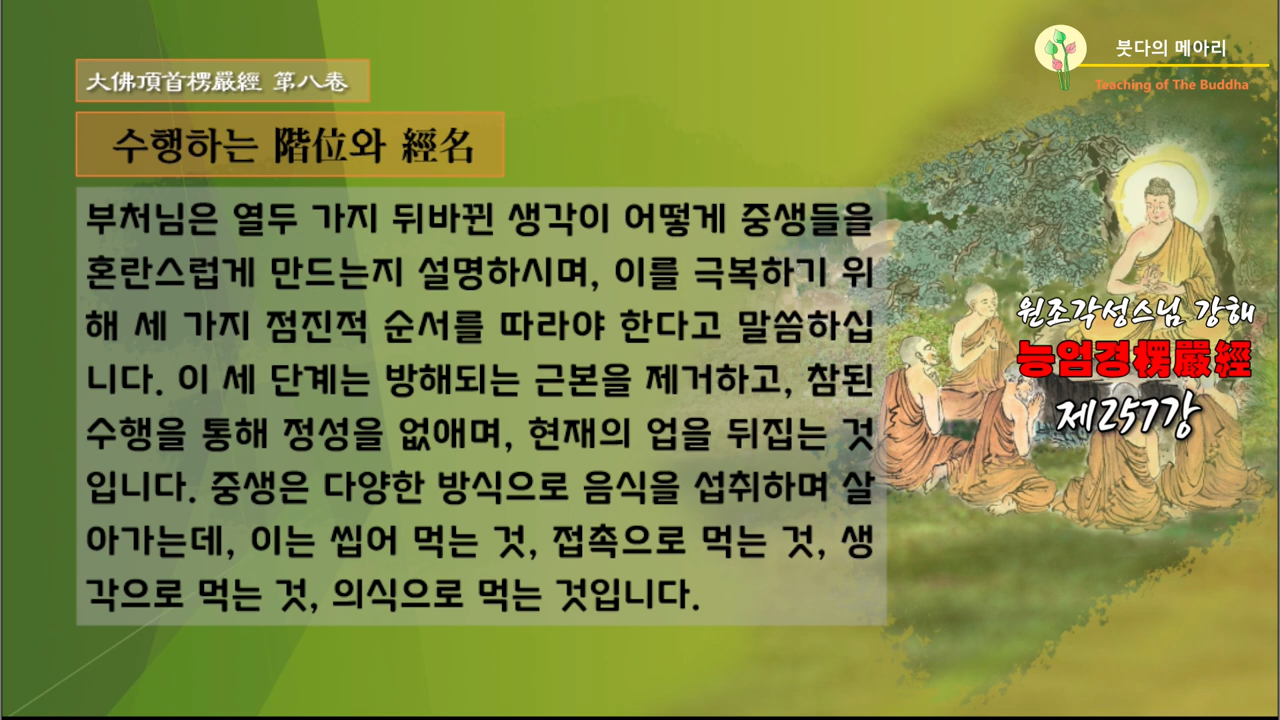 붓다의 메아리
Teaching of The Buddha
大佛頂首楞嚴經 第八卷
수행하는 階位와 經名
부처님은 열두 가지 뒤바뀐 생각이 어떻게 중생들을
혼란스럽게 만드는지 설명하시며, 이를 극복하기 위
해 세 가지 점진적 순서를 따라야 한다고 말씀하십
니다. 이 세 단계는 방해되는 근본을 제거하고, 참된
수행을 통해 정성을 없애며, 현재의 업을 뒤집는 것
입니다. 중생은 다양한 방식으로 음식을 섭취하며 살
아가는데, 이는 씹어 먹는 것, 접촉으로 먹는 것, 생
각으로 먹는 것, 의식으로 먹는 것입니다.
원조각성스님 강해
능엄경楞嚴經
제257강